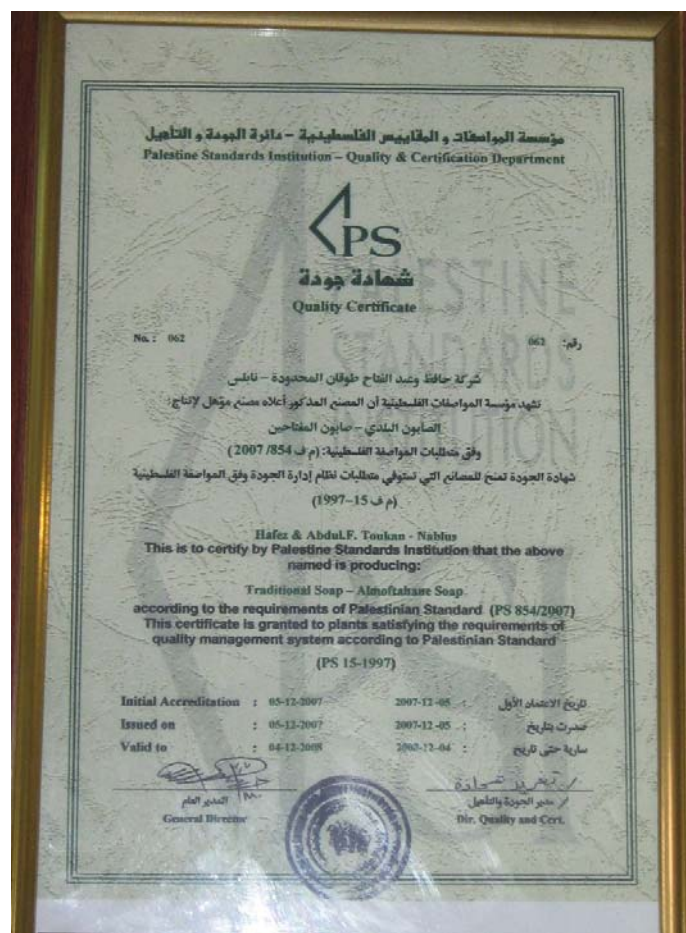 مؤسسة المواصفات و المقاييس الفلسطينية - دائرة الجودة و التأهيل
Palestine Standards Institution - Quality & Certification Department
PS
شهادة جودة
Quality Certificate
No. : 062 رقم: 062
شركة حافظ وعبد الفتاح طوقان المحدودة - نابلس
تشهد مؤسسة المواصفات الفلسطينية أن المصنع المذكور أعلاه مصنع مؤهل لإنتاج:
الصابون البلدي - صابون المفتاحين
وفق متطلبات المواصفة الفلسطينية: (م ف 854/ 2007)
شهادة الجودة تمنح للمصانع التي تستوفي متطلبات نظام إدارة الجودة وفق المواصفة الفلسطينية
(م ف 15-1997)
Hafez & Abdul.F. Toukan - Nablus
This is to certify by Palestine Standards Institution that the above
named is producing:
Traditional Soap - Almoftahane Soap
according to the requirements of Palestinian Standard (PS 854/2007)
This certificate is granted to plants satisfying the requirements of
quality management system according to Palestinian Standard
(PS 15-1997)
Initial Accreditation : 05-12-2007 2007-12-05 : تاريخ الاعتماد الأول
Issued on : 05-12-2007 2007-12-05 : صدرت بتاريخ
Valid to : 04-12-2008 2008-12-04 : سارية حتى تاريخ
المدير العام / مدير الجودة والتأهيل
General Director Dir. Quality and Cert.
PALESTINE
STANDARDS
INSTITUTION
PSI